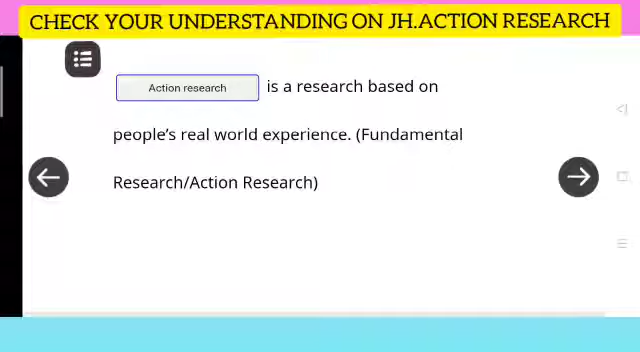 CHECK YOUR UNDERSTANDING ON JH.ACTION RESEARCH
Action research is a research based on
people's real world experience. (Fundamental
Research/Action Research)